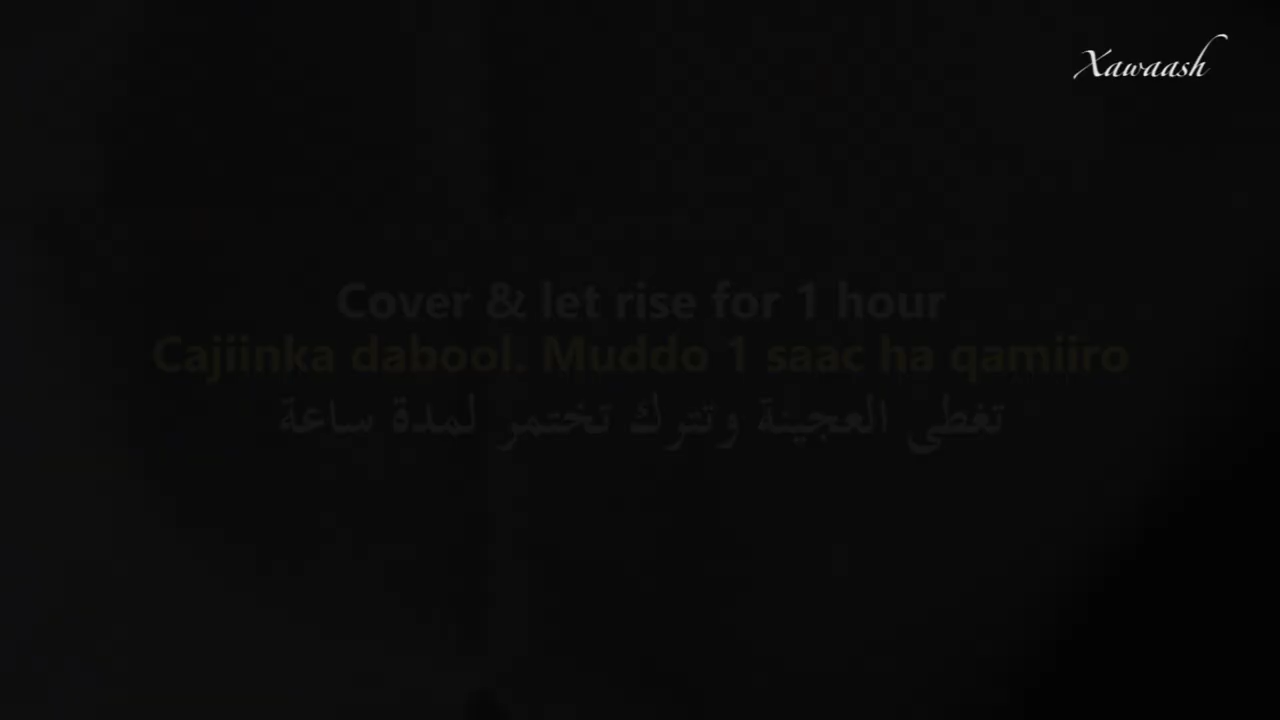 Xawaash
Cover & let rise for 1 hour
Cajiinka dabool. Muddo 1 saac ha qamiiro
تغطى العجينة وتترك تختمر لمدة ساعة